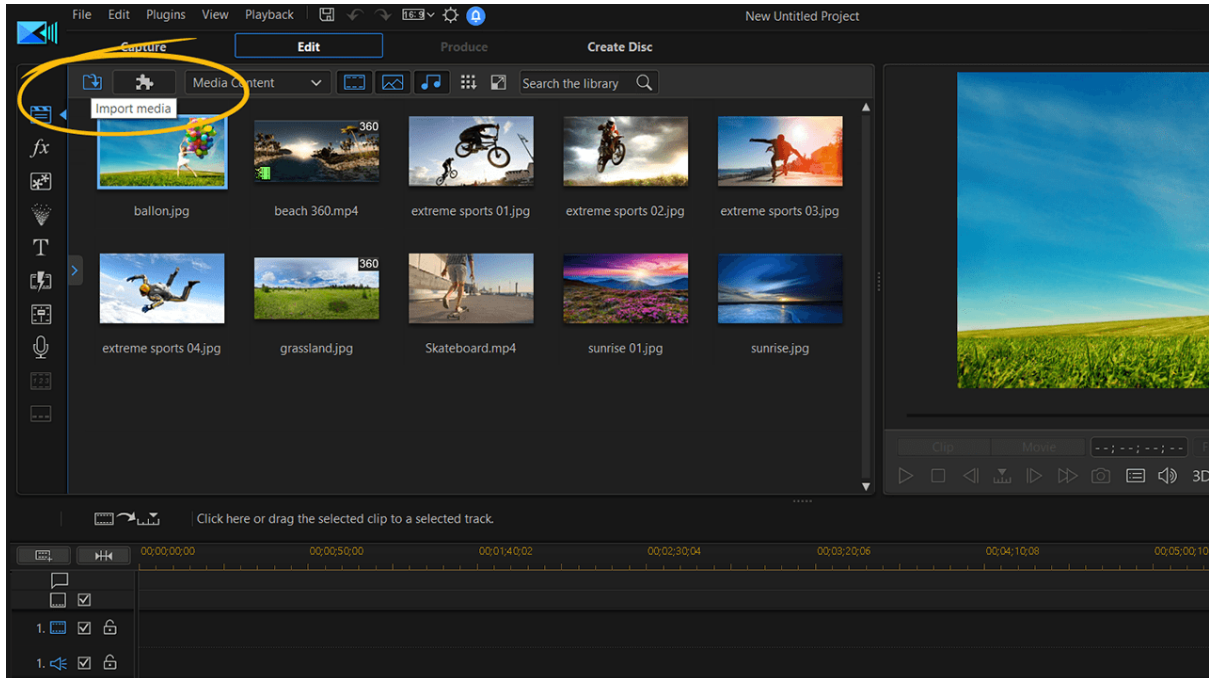 File Edit Plugins View Playback 16:9 New Untitled Project
Capture Edit Produce Create Disc
Media Content Search the library
Import media
360
fx
ballon.jpg beach 360.mp4 extreme sports 01.jpg extreme sports 02.jpg extreme sports 03.jpg
T
360
extreme sports 04.jpg grassland.jpg Skateboard.mp4 sunrise 01.jpg sunrise.jpg
1 2 3
Clip Movie --;--;--;-- F
3D
Click here or drag the selected clip to a selected track.
00;00;00;00 00;00;50;00 00;01;40;02 00;02;30;04 00;03;20;06 00;04;10;08 00;05;00;10
1.
1.